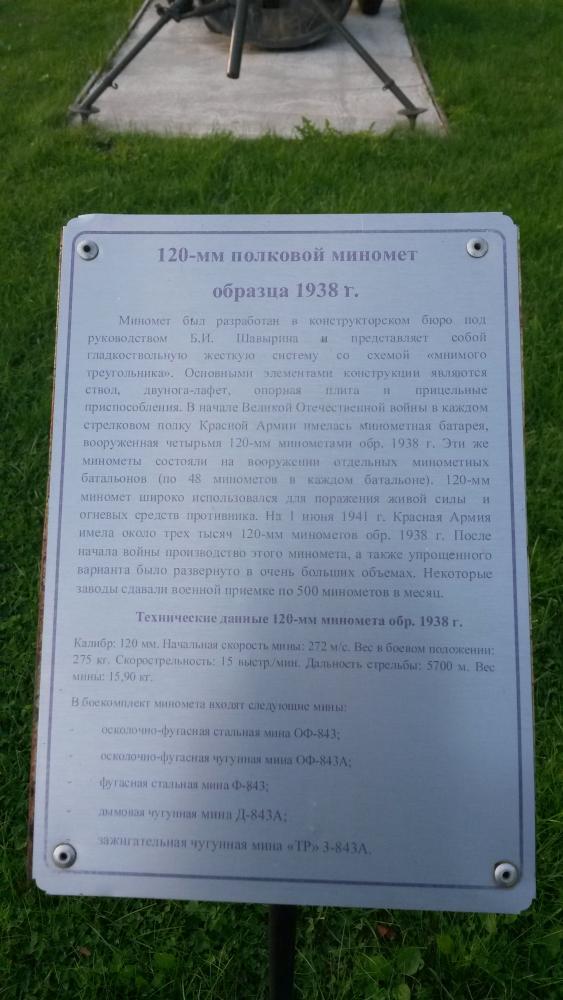 120-мм полковой миномет
образца 1938 г.
Миномет был разработан в конструкторском бюро под
руководством Б.И. Шавырина и представляет собой
гладкоствольную жесткую систему со схемой «мнимого
треугольника». Основными элементами конструкции являются
ствол, двунога-лафет, опорная плита и прицельные
приспособления. В начале Великой Отечественной войны в каждом
стрелковом полку Красной Армии имелась минометная батарея,
вооруженная четырьмя 120-мм минометами обр. 1938 г. Эти же
минометы состояли на вооружении отдельных минометных
батальонов (по 48 минометов в каждом батальоне). 120-мм
миномет широко использовался для поражения живой силы и
огневых средств противника. На 1 июня 1941 г. Красная Армия
имела около трех тысяч 120-мм минометов обр. 1938 г. После
начала войны производство этого миномета, а также упрощенного
варианта было развернуто в очень больших объемах. Некоторые
заводы сдавали военной приемке по 500 минометов в месяц.
Технические данные 120-мм миномета обр. 1938 г.
Калибр: 120 мм. Начальная скорость мины: 272 м/с. Вес в боевом положении:
275 кг. Скорострельность: 15 выстр/мин. Дальность стрельбы: 5700 м. Вес
мины: 15,90 кг.
В боекомплект миномета входят следующие мины:
- осколочно-фугасная стальная мина ОФ-843;
- осколочно-фугасная чугунная мина ОФ-843А;
- фугасная стальная мина Ф-843;
- дымовая чугунная мина Д-843А;
- зажигательная чугунная мина «ТР» З-843А.